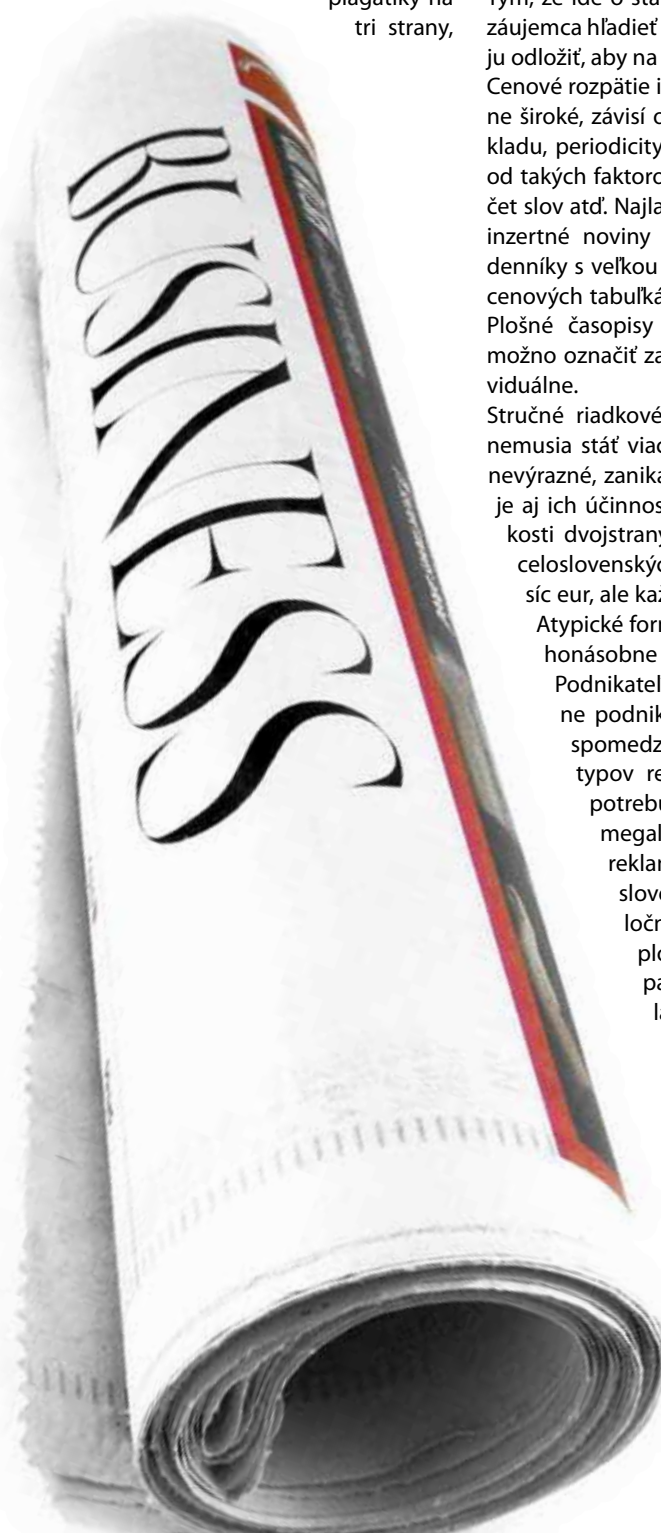 plagátiky na
tri strany,
Tým, že ide o sta
záujemca hľadieť
ju odložiť, aby na
Cenové rozpätie i
ne široké, závisí o
kladu, periodicity
od takých faktoro
čet slov atď. Najla
inzertné noviny
denníky s veľkou
cenových tabuľká
Plošné časopisy
možno označiť za
viduálne.
Stručné riadkové
nemusia stáť viac
nevýrazné, zanika
je aj ich účinnos
kosti dvojstrany
celoslovenskýc
síc eur, ale kaž
Atypické form
honásobne
Podnikatel
ne podnik
spomedz
typov re
potrebu
megal
reklan
slove
ločn
plo
pa
la
BUSINESS